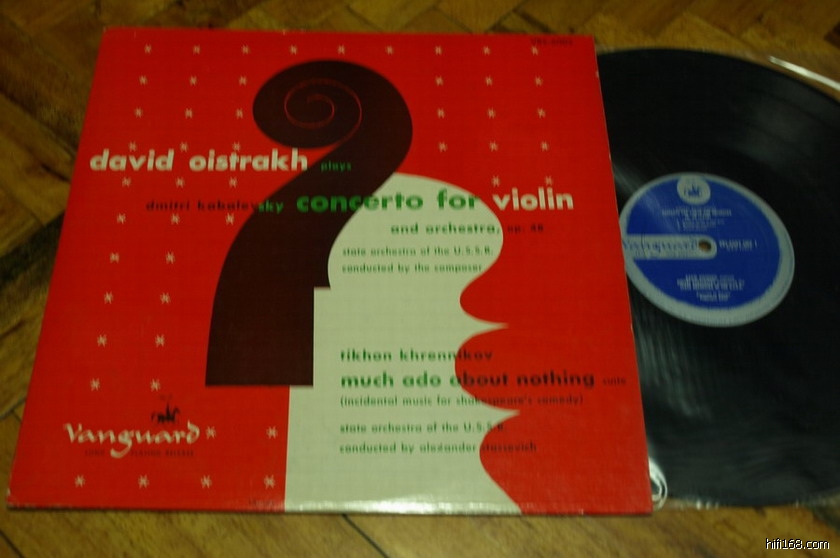 david oistrakh plays
dmitri kabalevsky concerto for violin
and orchestra, op. 48
state orchestra of the U.S.S.R.
conducted by the composer
tikhon khrennikov
much ado about nothing suite
(incidental music for shakespeare's comedy)
state orchestra of the U.S.S.R.
conducted by alexander stassevich
Vanguard
Vanguard
hifi168.com